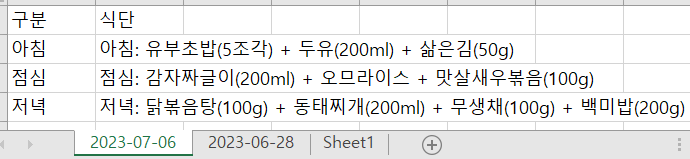 구분 식단
아침 아침: 유부초밥(5조각) + 두유(200ml) + 삶은김(50g)
점심 점심: 감자짜글이(200ml) + 오므라이스 + 맛살새우볶음(100g)
저녁 저녁: 닭볶음탕(100g) + 동태찌개(200ml) + 무생채(100g) + 백미밥(200g)
2023-07-06 2023-06-28 Sheet1